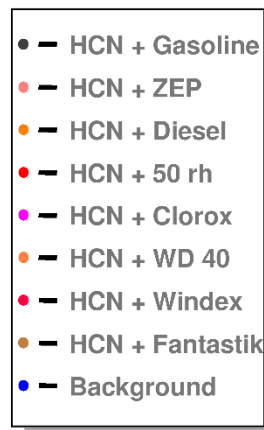 HCN + Gasoline
HCN + ZEP
HCN + Diesel
HCN + 50 rh
HCN + Clorox
HCN + WD 40
HCN + Windex
HCN + Fantastik
Background